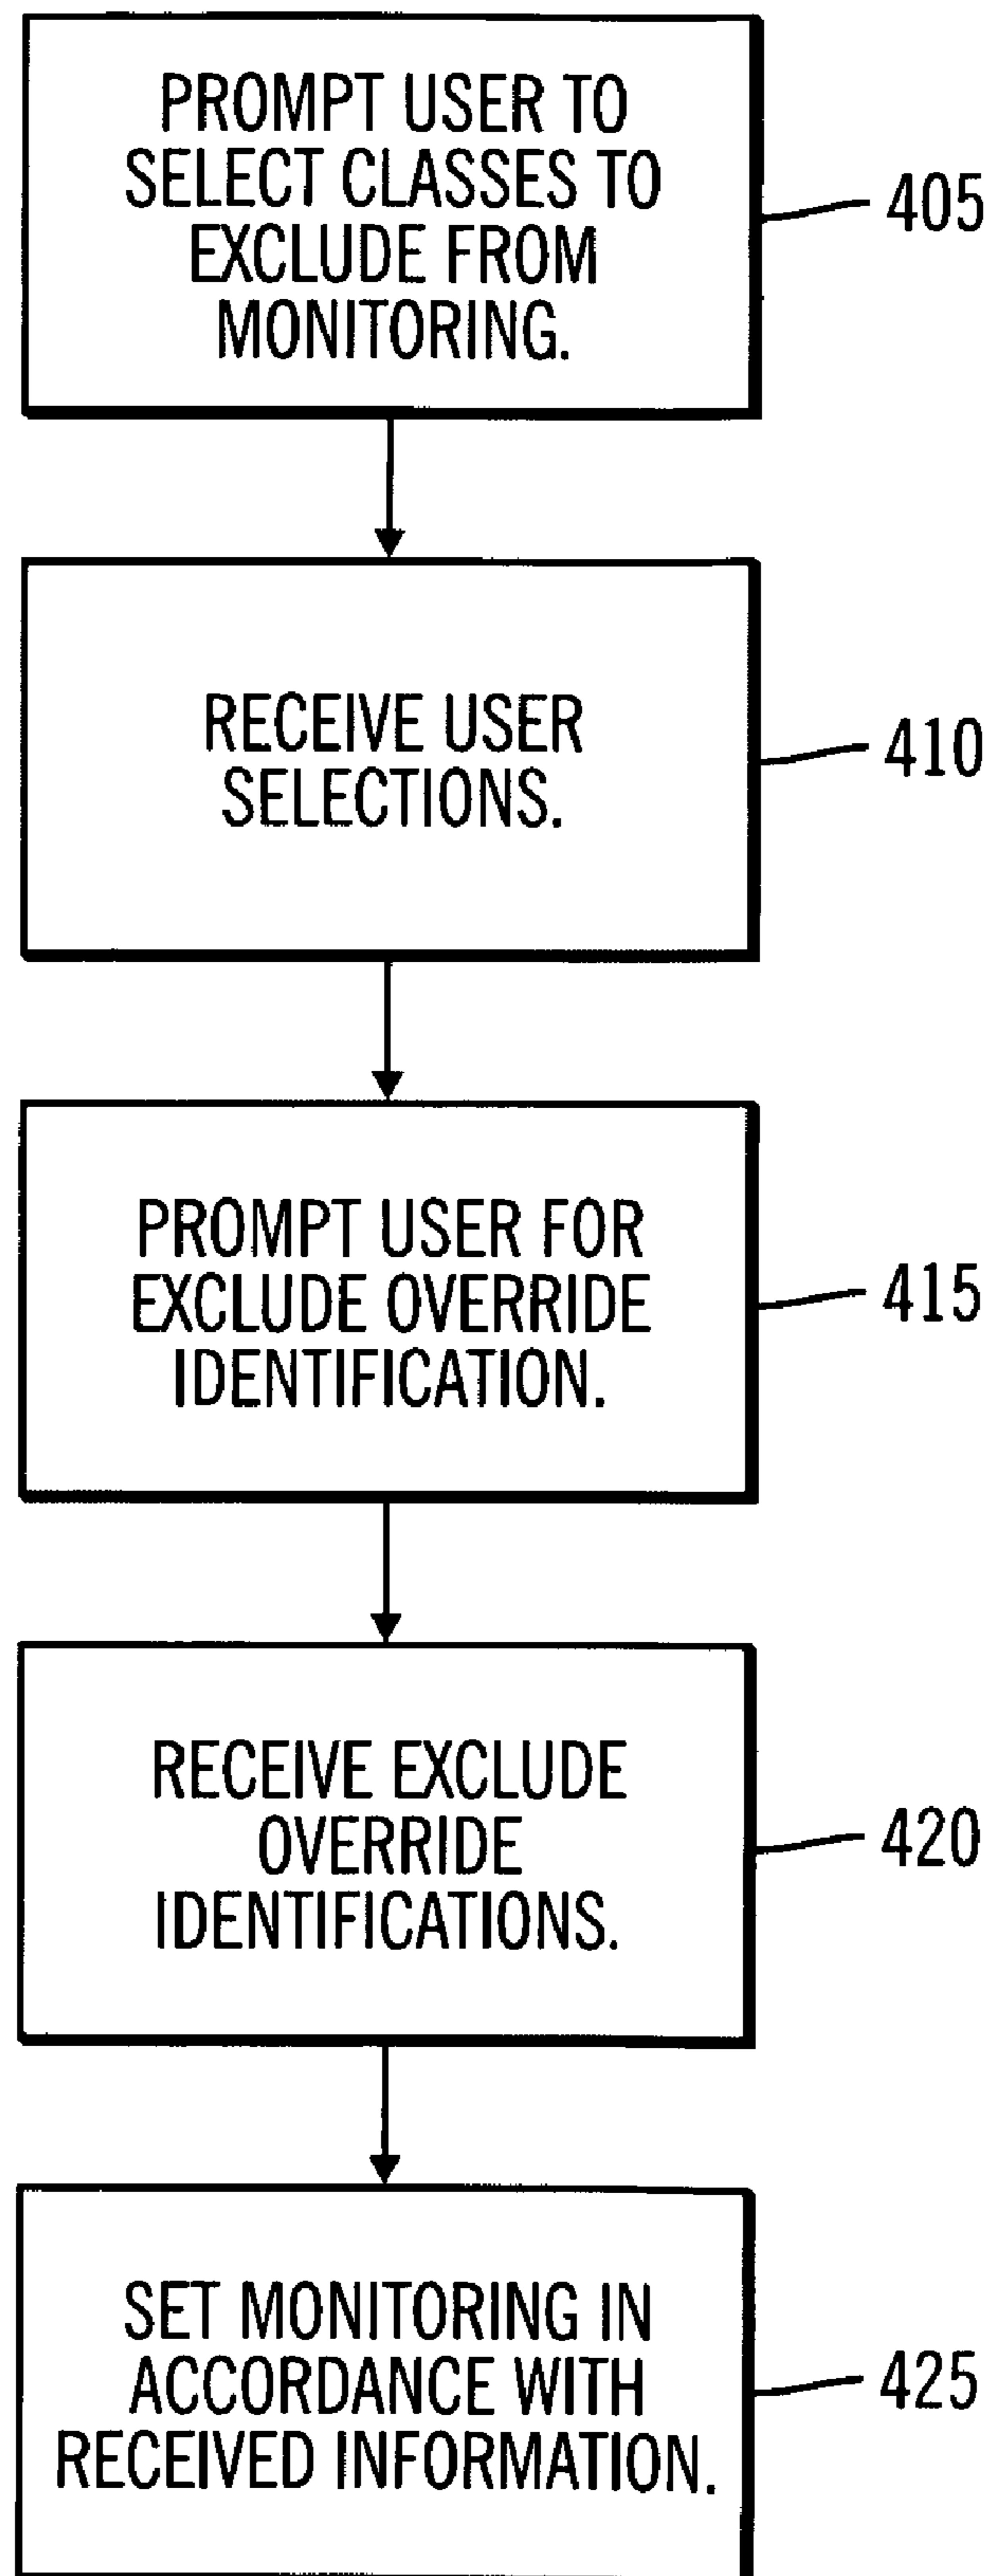 PROMPT USER TO
SELECT CLASSES TO
EXCLUDE FROM
MONITORING.
405
RECEIVE USER
SELECTIONS.
410
PROMPT USER FOR
EXCLUDE OVERRIDE
IDENTIFICATION.
415
RECEIVE EXCLUDE
OVERRIDE
IDENTIFICATIONS.
420
SET MONITORING IN
ACCORDANCE WITH
RECEIVED INFORMATION.
425